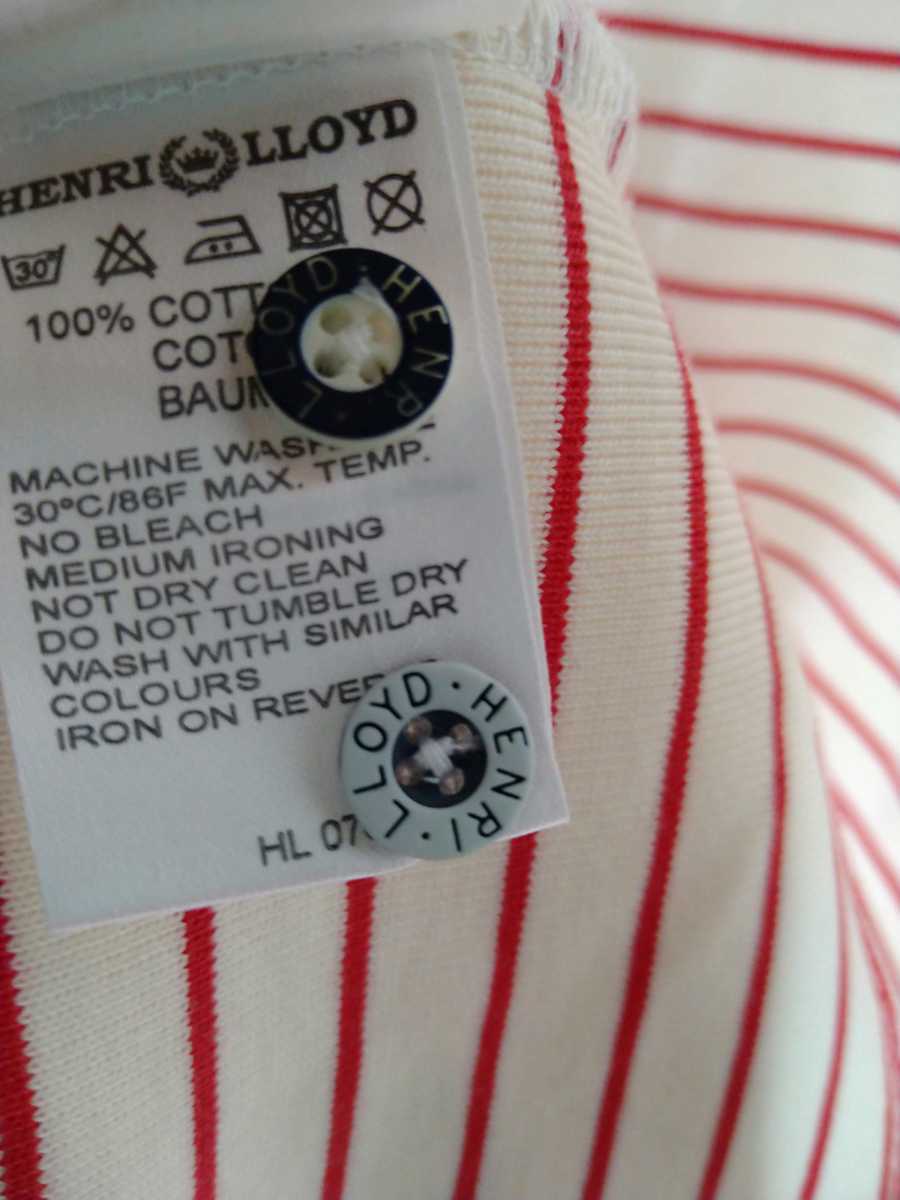 HENRI LLOYD
30°
100% COTT
COT
BAUM
MACHINE WASH
30°C/86F MAX. TEMP.
NO BLEACH
MEDIUM IRONING
NOT DRY CLEAN
DO NOT TUMBLE DRY
WASH WITH SIMILAR
COLOURS
IRON ON REVER
HL 07
HENRI · LLOYD ·
HENRI · LLOYD ·